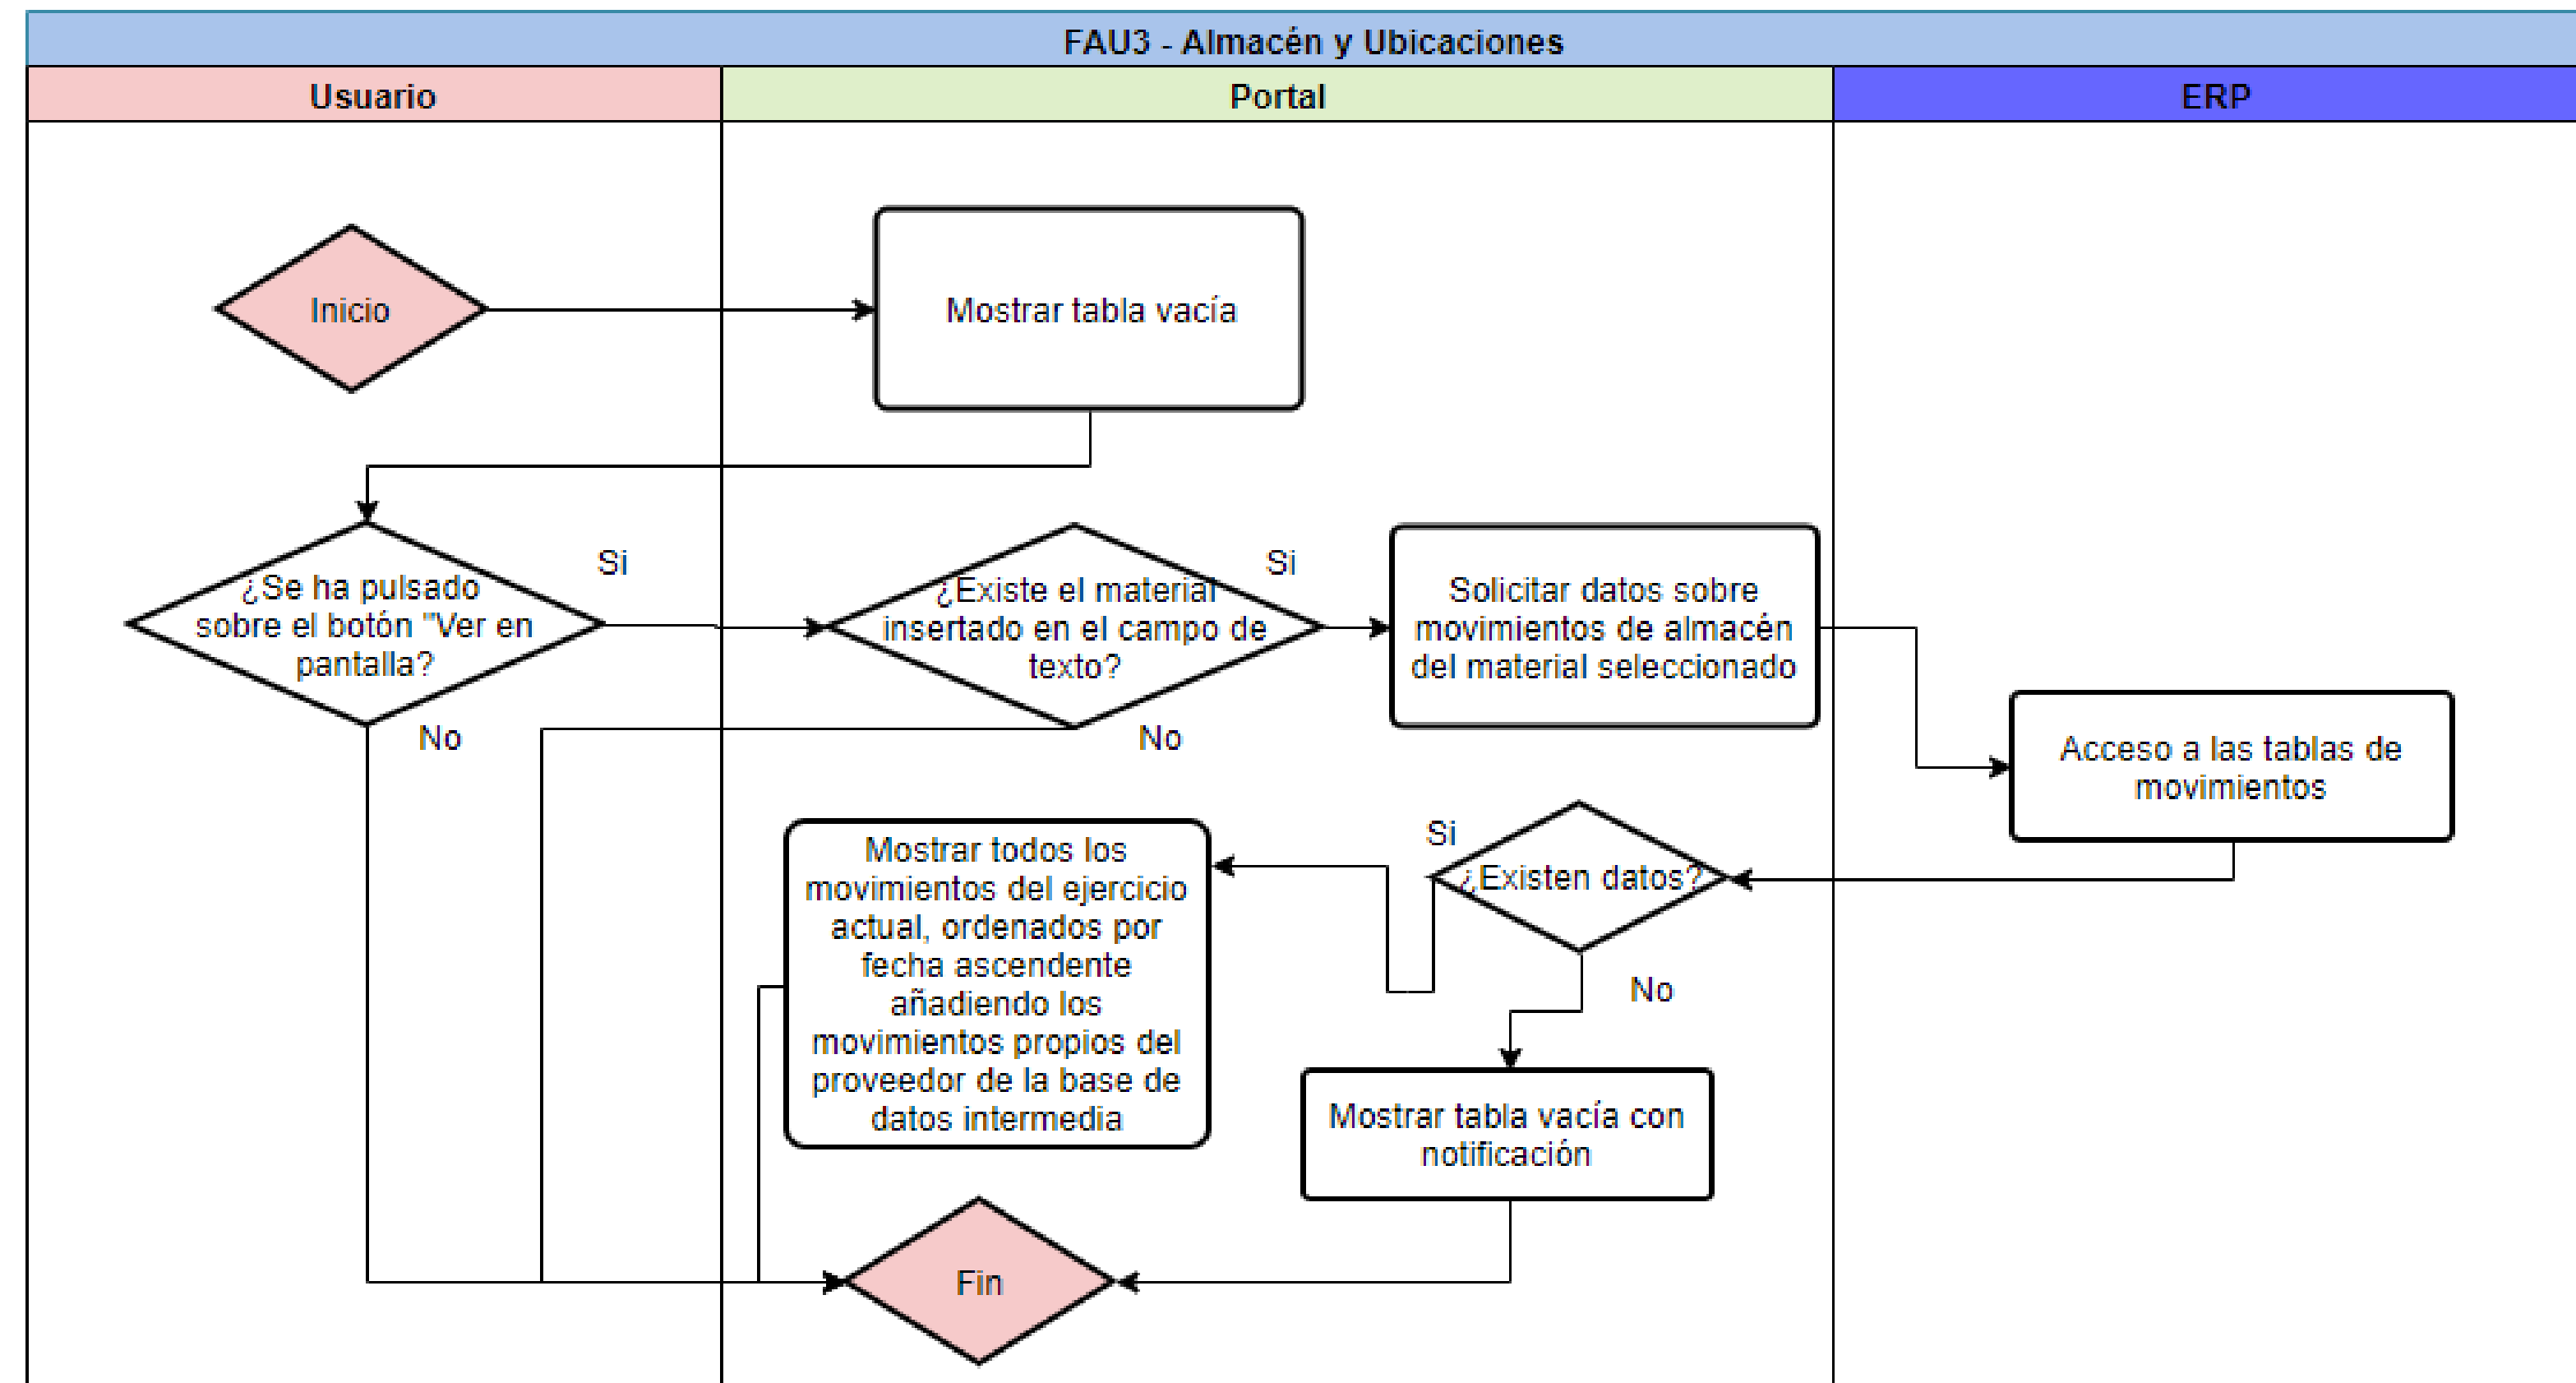 FAU3 - Almacén y Ubicaciones
Usuario
Portal
ERP
Inicio
Mostrar tabla vacía
¿Se ha pulsado
sobre el botón "Ver en
pantalla?
Si
No
¿Existe el material
insertado en el campo de
texto?
Si
No
Solicitar datos sobre
movimientos de almacén
del material seleccionado
Acceso a las tablas de
movimientos
¿Existen datos?
Si
No
Mostrar todos los
movimientos del ejercicio
actual, ordenados por
fecha ascendente
añadiendo los
movimientos propios del
proveedor de la base de
datos intermedia
Mostrar tabla vacía con
notificación
Fin